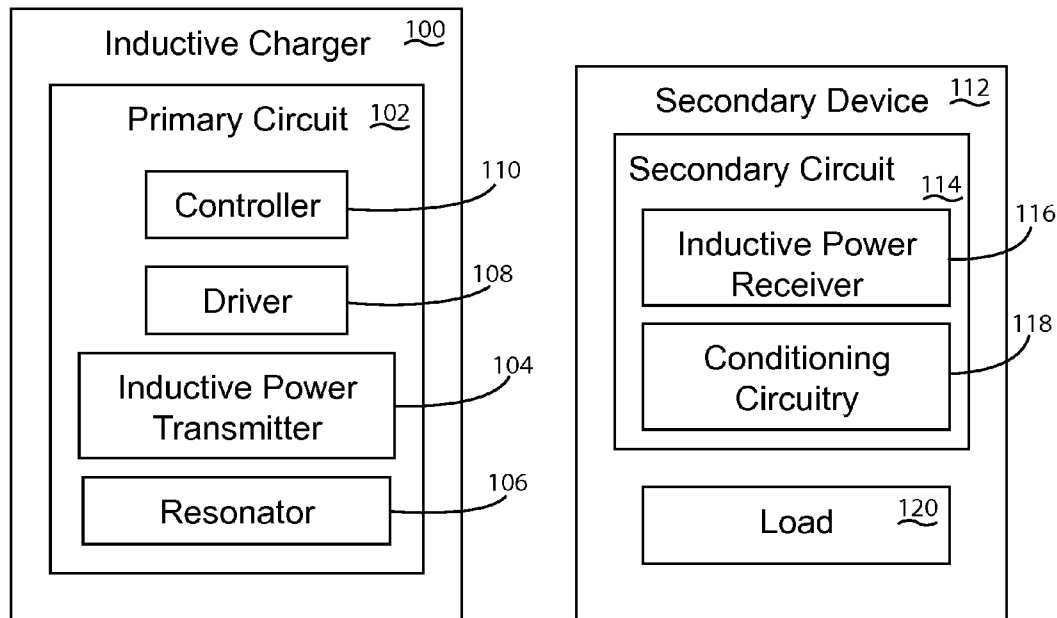 Inductive Charger 100
Primary Circuit 102
Controller
110
Driver
108
Inductive Power
Transmitter
104
Resonator
106
Secondary Device 112
Secondary Circuit
114
Inductive Power
Receiver
116
Conditioning
Circuitry
118
Load 120